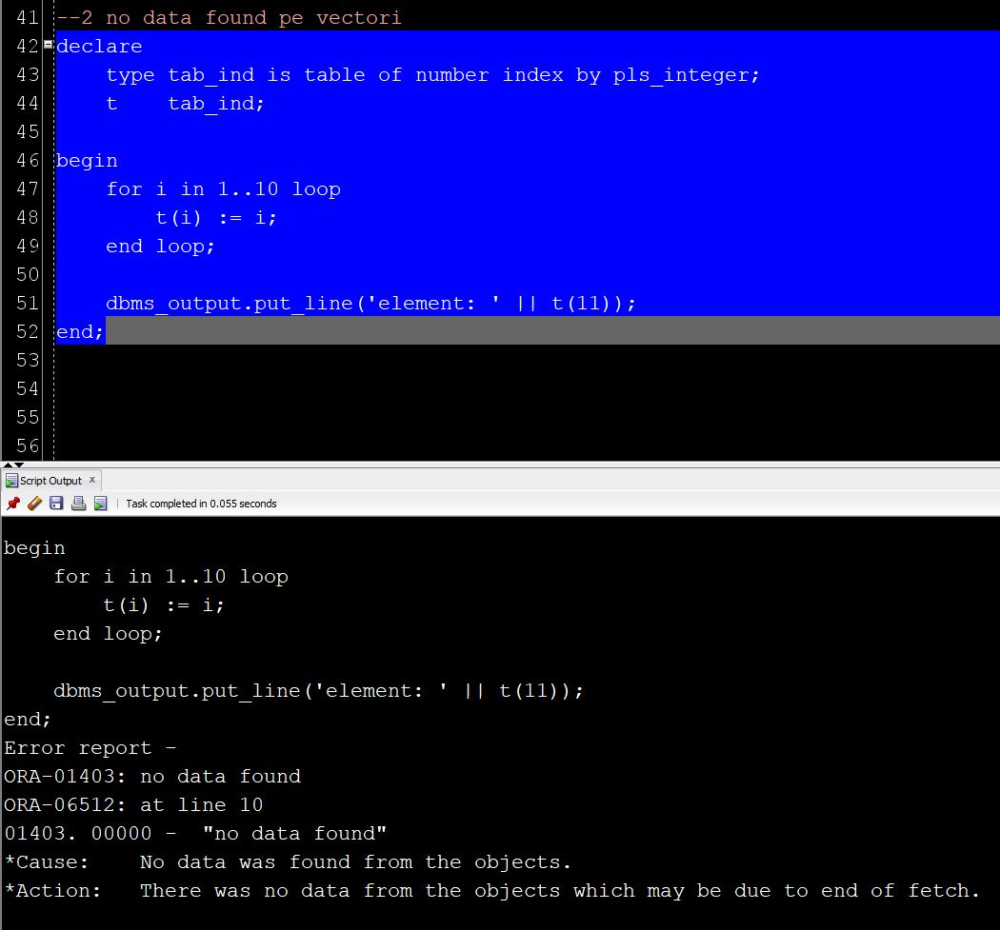 41 --2 no data found pe vectori
42 declare
43     type tab_ind is table of number index by pls_integer;
44     t    tab_ind;
45
46 begin
47     for i in 1..10 loop
48         t(i) := i;
49     end loop;
50
51     dbms_output.put_line('element: ' || t(11));
52 end;
53
54
55
56
Script Output x
Task completed in 0.055 seconds
begin
    for i in 1..10 loop
        t(i) := i;
    end loop;

    dbms_output.put_line('element: ' || t(11));
end;
Error report -
ORA-01403: no data found
ORA-06512: at line 10
01403. 00000 -  "no data found"
*Cause:    No data was found from the objects.
*Action:   There was no data from the objects which may be due to end of fetch.